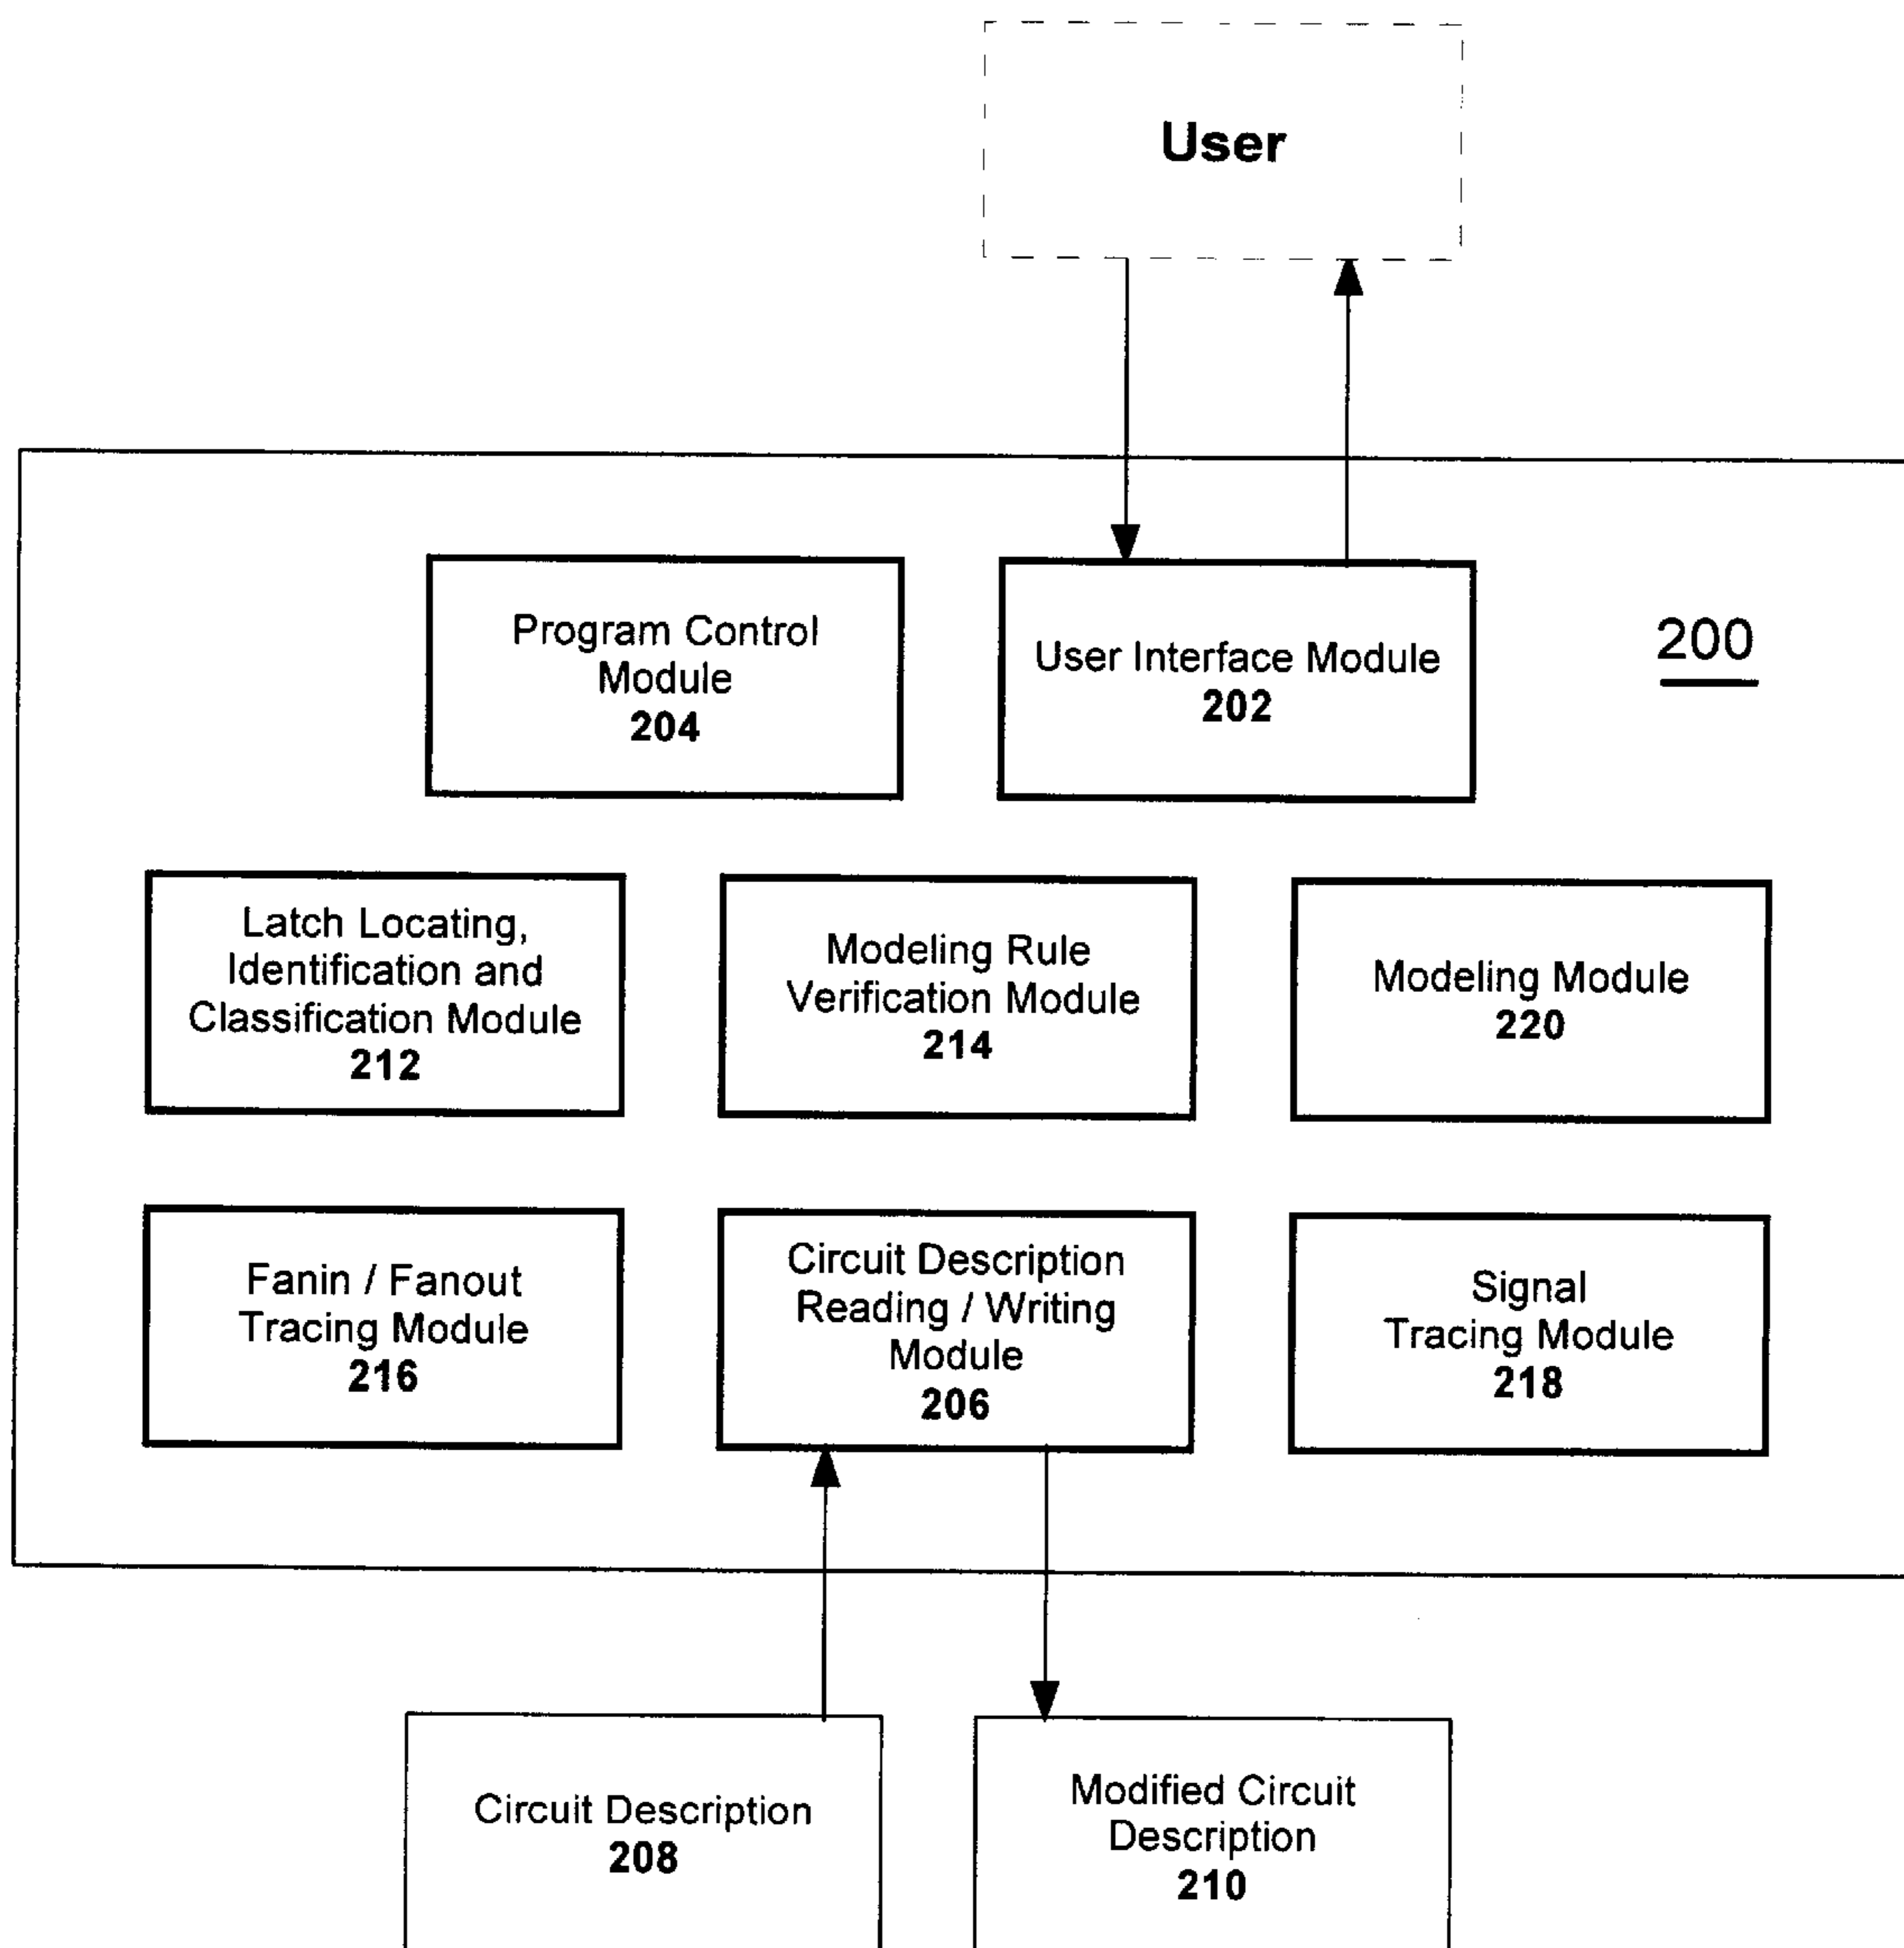 User
Program Control
Module
204
User Interface Module
202
200
Latch Locating,
Identification and
Classification Module
212
Modeling Rule
Verification Module
214
Modeling Module
220
Fanin / Fanout
Tracing Module
216
Circuit Description
Reading / Writing
Module
206
Signal
Tracing Module
218
Circuit Description
208
Modified Circuit
Description
210